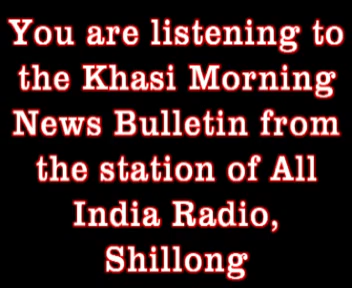 You are listening to
the Khasi Morning
News Bulletin from
the station of All
India Radio,
Shillong